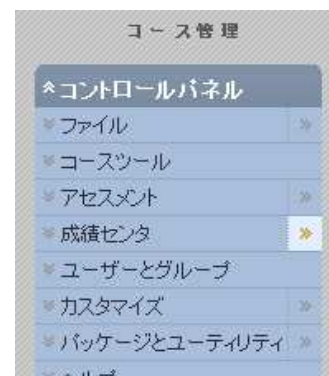 コース管理
コントロールパネル
ファイル
コースツール
アセスメント
成績センタ
ユーザーとグループ
カスタマイズ
パッケージとユーティリティ
ヘルプ